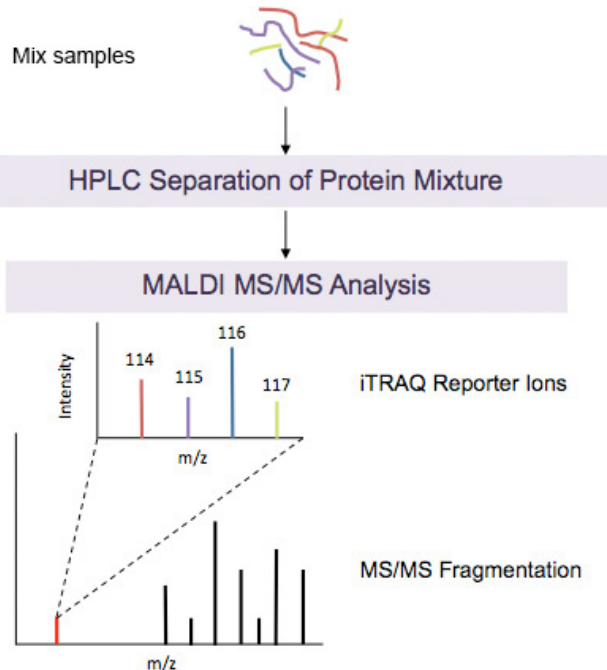 Mix samples
HPLC Separation of Protein Mixture
MALDI MS/MS Analysis
Intensity
114
115
116
117
m/z
iTRAQ Reporter Ions
MS/MS Fragmentation
m/z